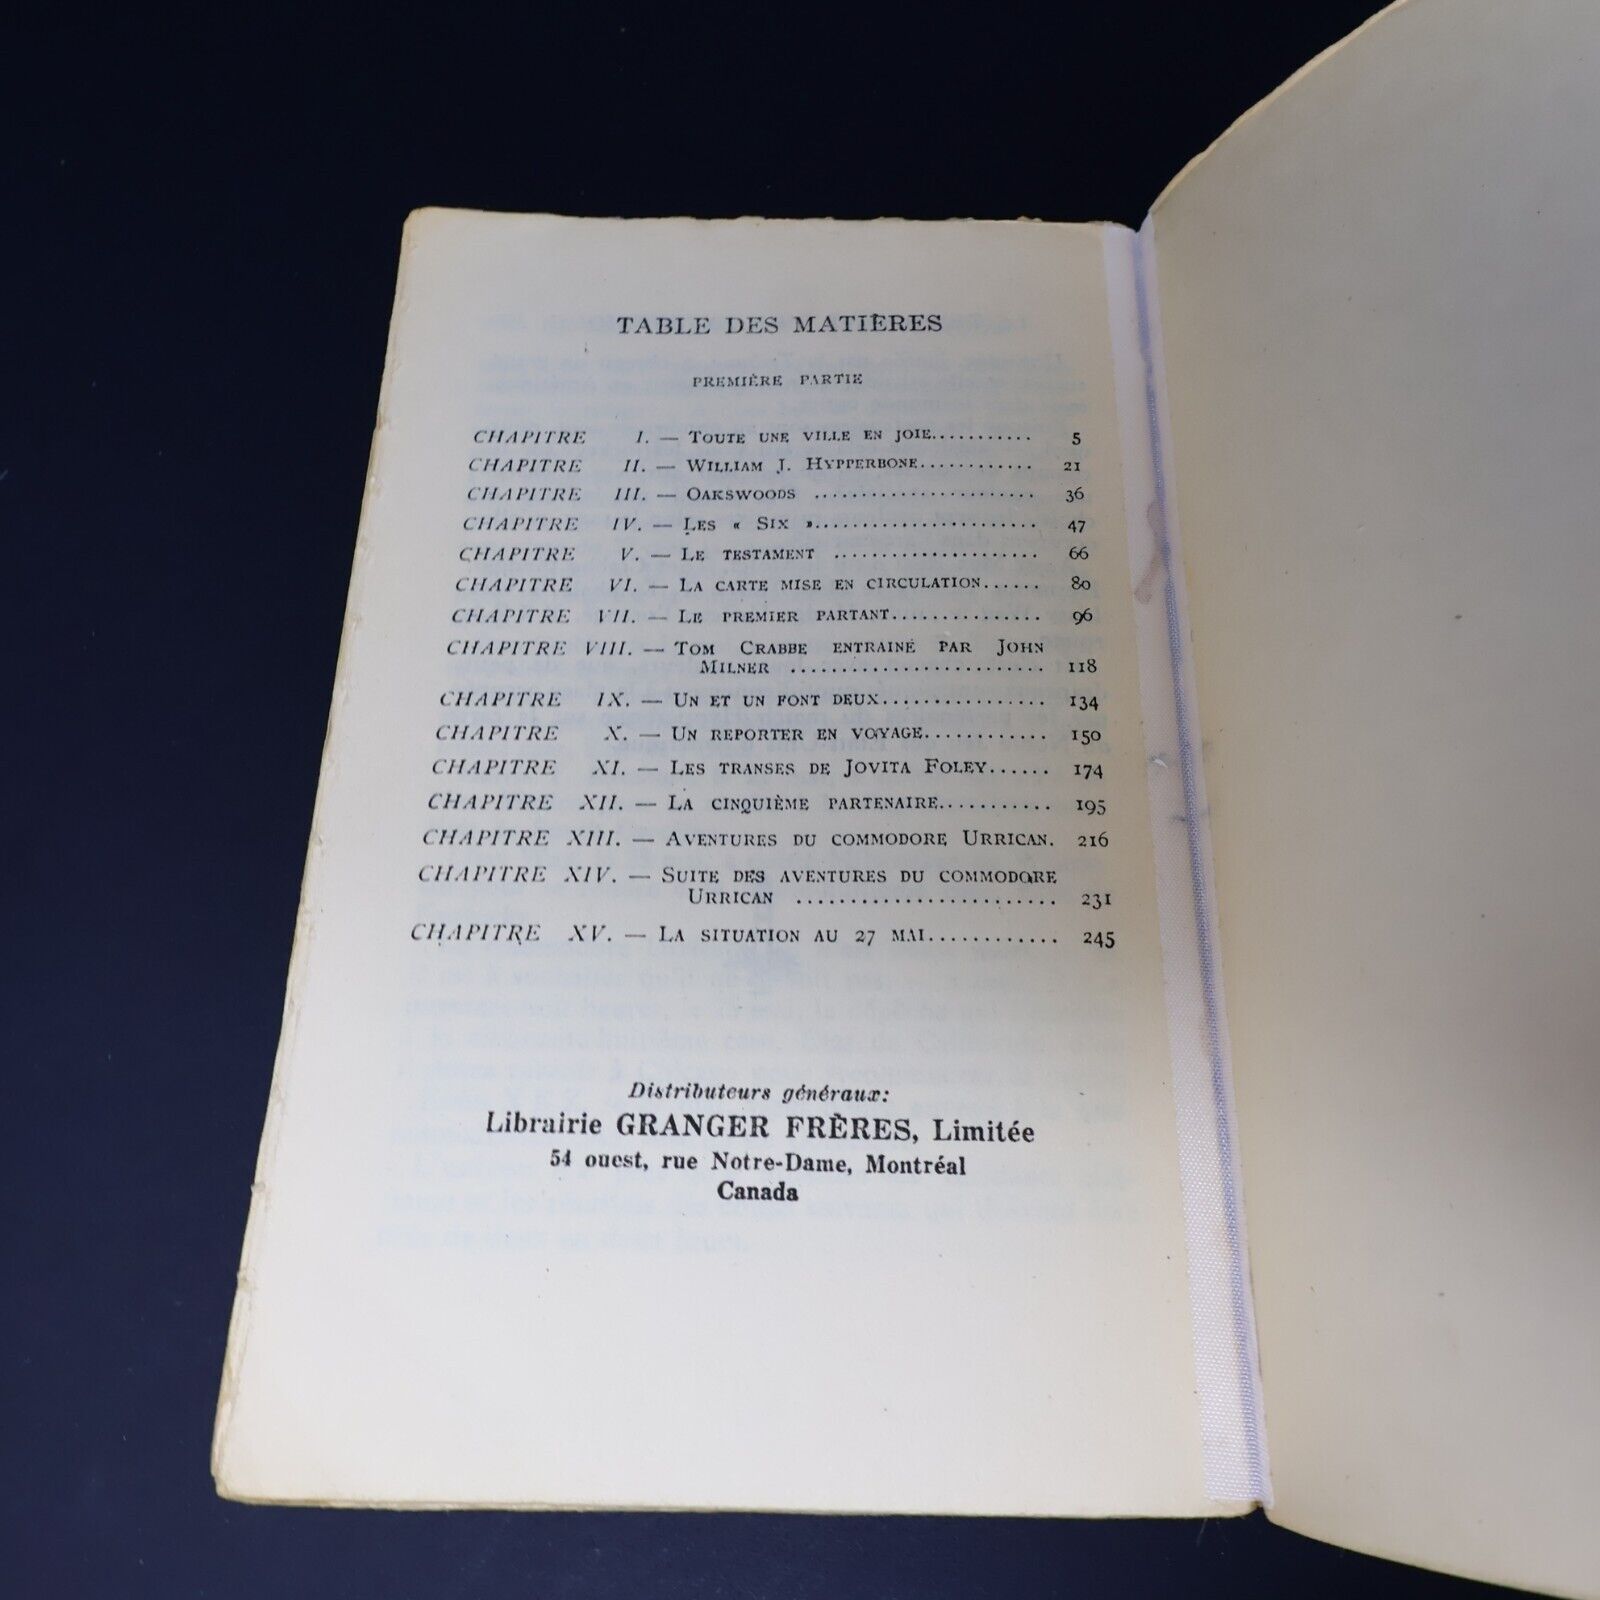 TABLE DES MATIÈRES
PREMIÈRE PARTIE
CHAPITRE I. — TOUTE UNE VILLE EN JOIE........... 5
CHAPITRE II. — WILLIAM J. HYPPERBONE............ 21
CHAPITRE III. — OAKSWOODS ....................... 36
CHAPITRE IV. — LES « SIX »....................... 47
CHAPITRE V. — LE TESTAMENT ..................... 66
CHAPITRE VI. — LA CARTE MISE EN CIRCULATION...... 80
CHAPITRE VII. — LE PREMIER PARTANT................ 96
CHAPITRE VIII. — TOM CRABBE ENTRAINÉ PAR JOHN
MILNER ........................ 118
CHAPITRE IX. — UN ET UN FONT DEUX................ 134
CHAPITRE X. — UN REPORTER EN VOYAGE............ 150
CHAPITRE XI. — LES TRANSES DE JOVITA FOLEY...... 174
CHAPITRE XII. — LA CINQUIÈME PARTENAIRE........... 195
CHAPITRE XIII. — AVENTURES DU COMMODORE URRICAN. 216
CHAPITRE XIV. — SUITE DES AVENTURES DU COMMODORE
URRICAN ........................ 231
CHAPITRE XV. — LA SITUATION AU 27 MAI............ 245
Distributeurs généraux:
Librairie GRANGER FRÈRES, Limitée
54 ouest, rue Notre-Dame, Montréal
Canada